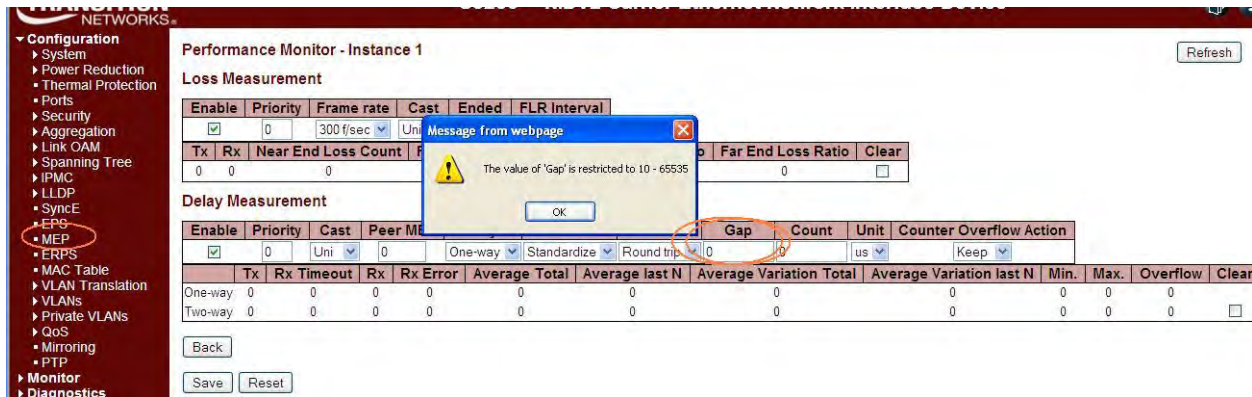 NETWORKS
Configuration
System
Power Reduction
Thermal Protection
Ports
Security
Aggregation
Link OAM
Spanning Tree
IPMC
LLDP
SyncE
EPS
MEP
ERPS
MAC Table
VLAN Translation
VLANs
Private VLANs
QoS
Mirroring
PTP
Monitor
Diagnostics
Performance Monitor - Instance 1
Refresh
Loss Measurement
Enable Priority Frame rate Cast Ended FLR Interval
0 300 f/sec Uni
Tx Rx Near End Loss Count Far End Loss Ratio Clear
0 0 0 0
Message from webpage
The value of 'Gap' is restricted to 10 - 65535
OK
Delay Measurement
Enable Priority Cast Peer Gap Count Unit Counter Overflow Action
0 Uni 0 One-way Standardize Round trip 0 0 us Keep
Tx Rx Timeout Rx Rx Error Average Total Average last N Average Variation Total Average Variation last N Min. Max. Overflow Clear
One-way 0 0 0 0 0 0 0 0 0 0 0
Two-way 0 0 0 0 0 0 0 0 0 0 0
Back
Save Reset